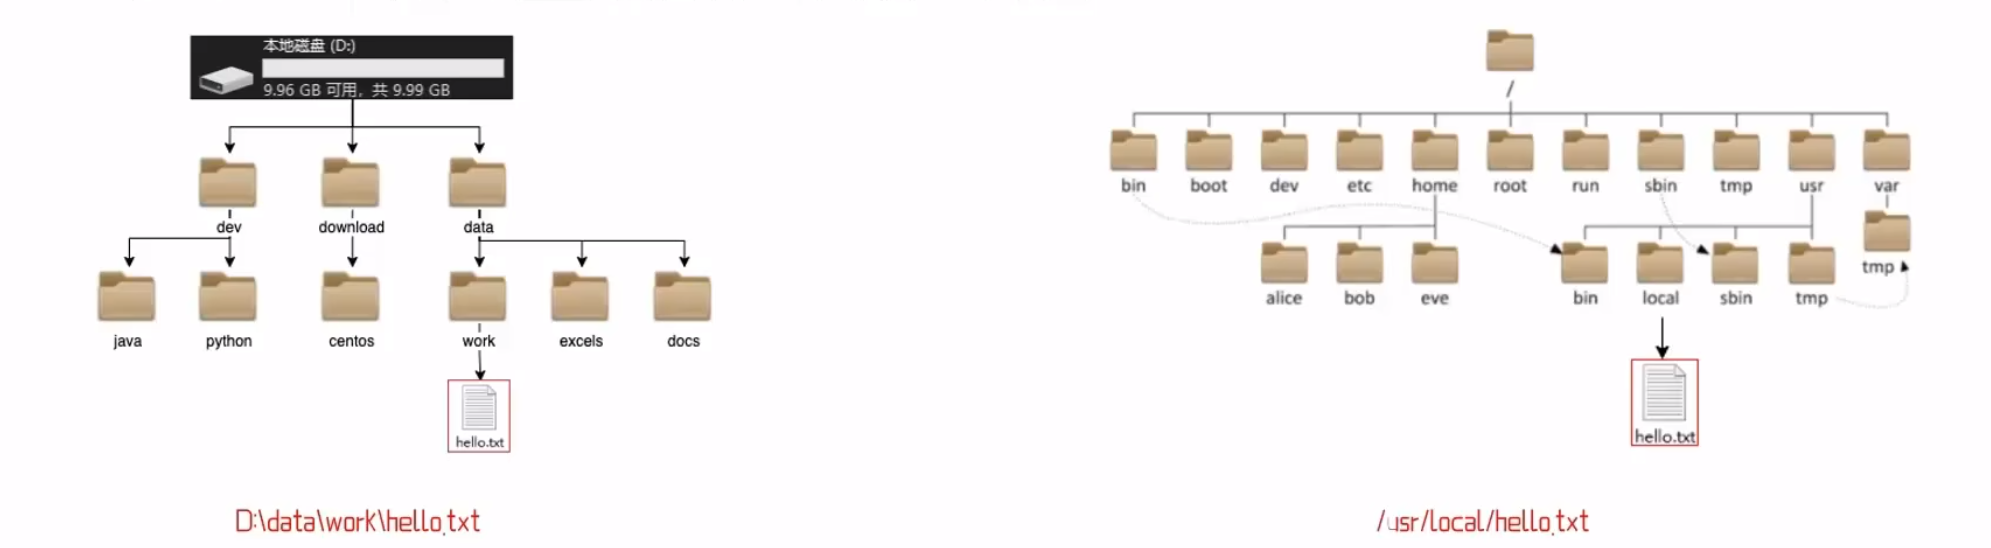 本地磁盘 (D:)
9.96 GB 可用，共 9.99 GB
dev
download
data
java
python
centos
work
excels
docs
hello.txt
D:\data\work\hello.txt
/
bin
boot
dev
etc
home
root
run
sbin
tmp
usr
var
tmp
alice
bob
eve
bin
local
sbin
tmp
hello.txt
/usr/local/hello.txt